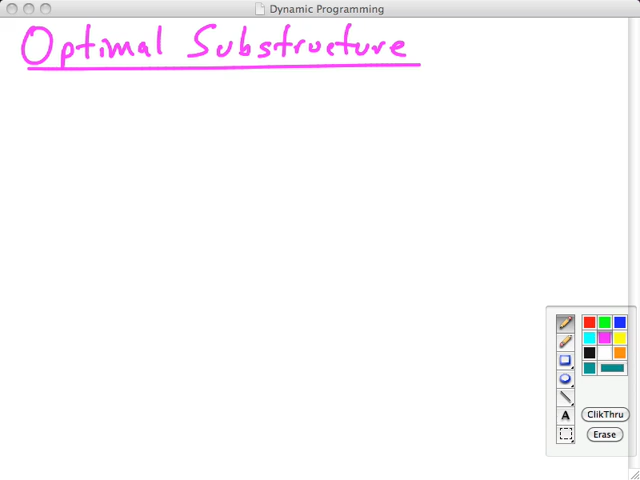 Dynamic Programming
Optimal Substructure
A
ClikThru
Erase